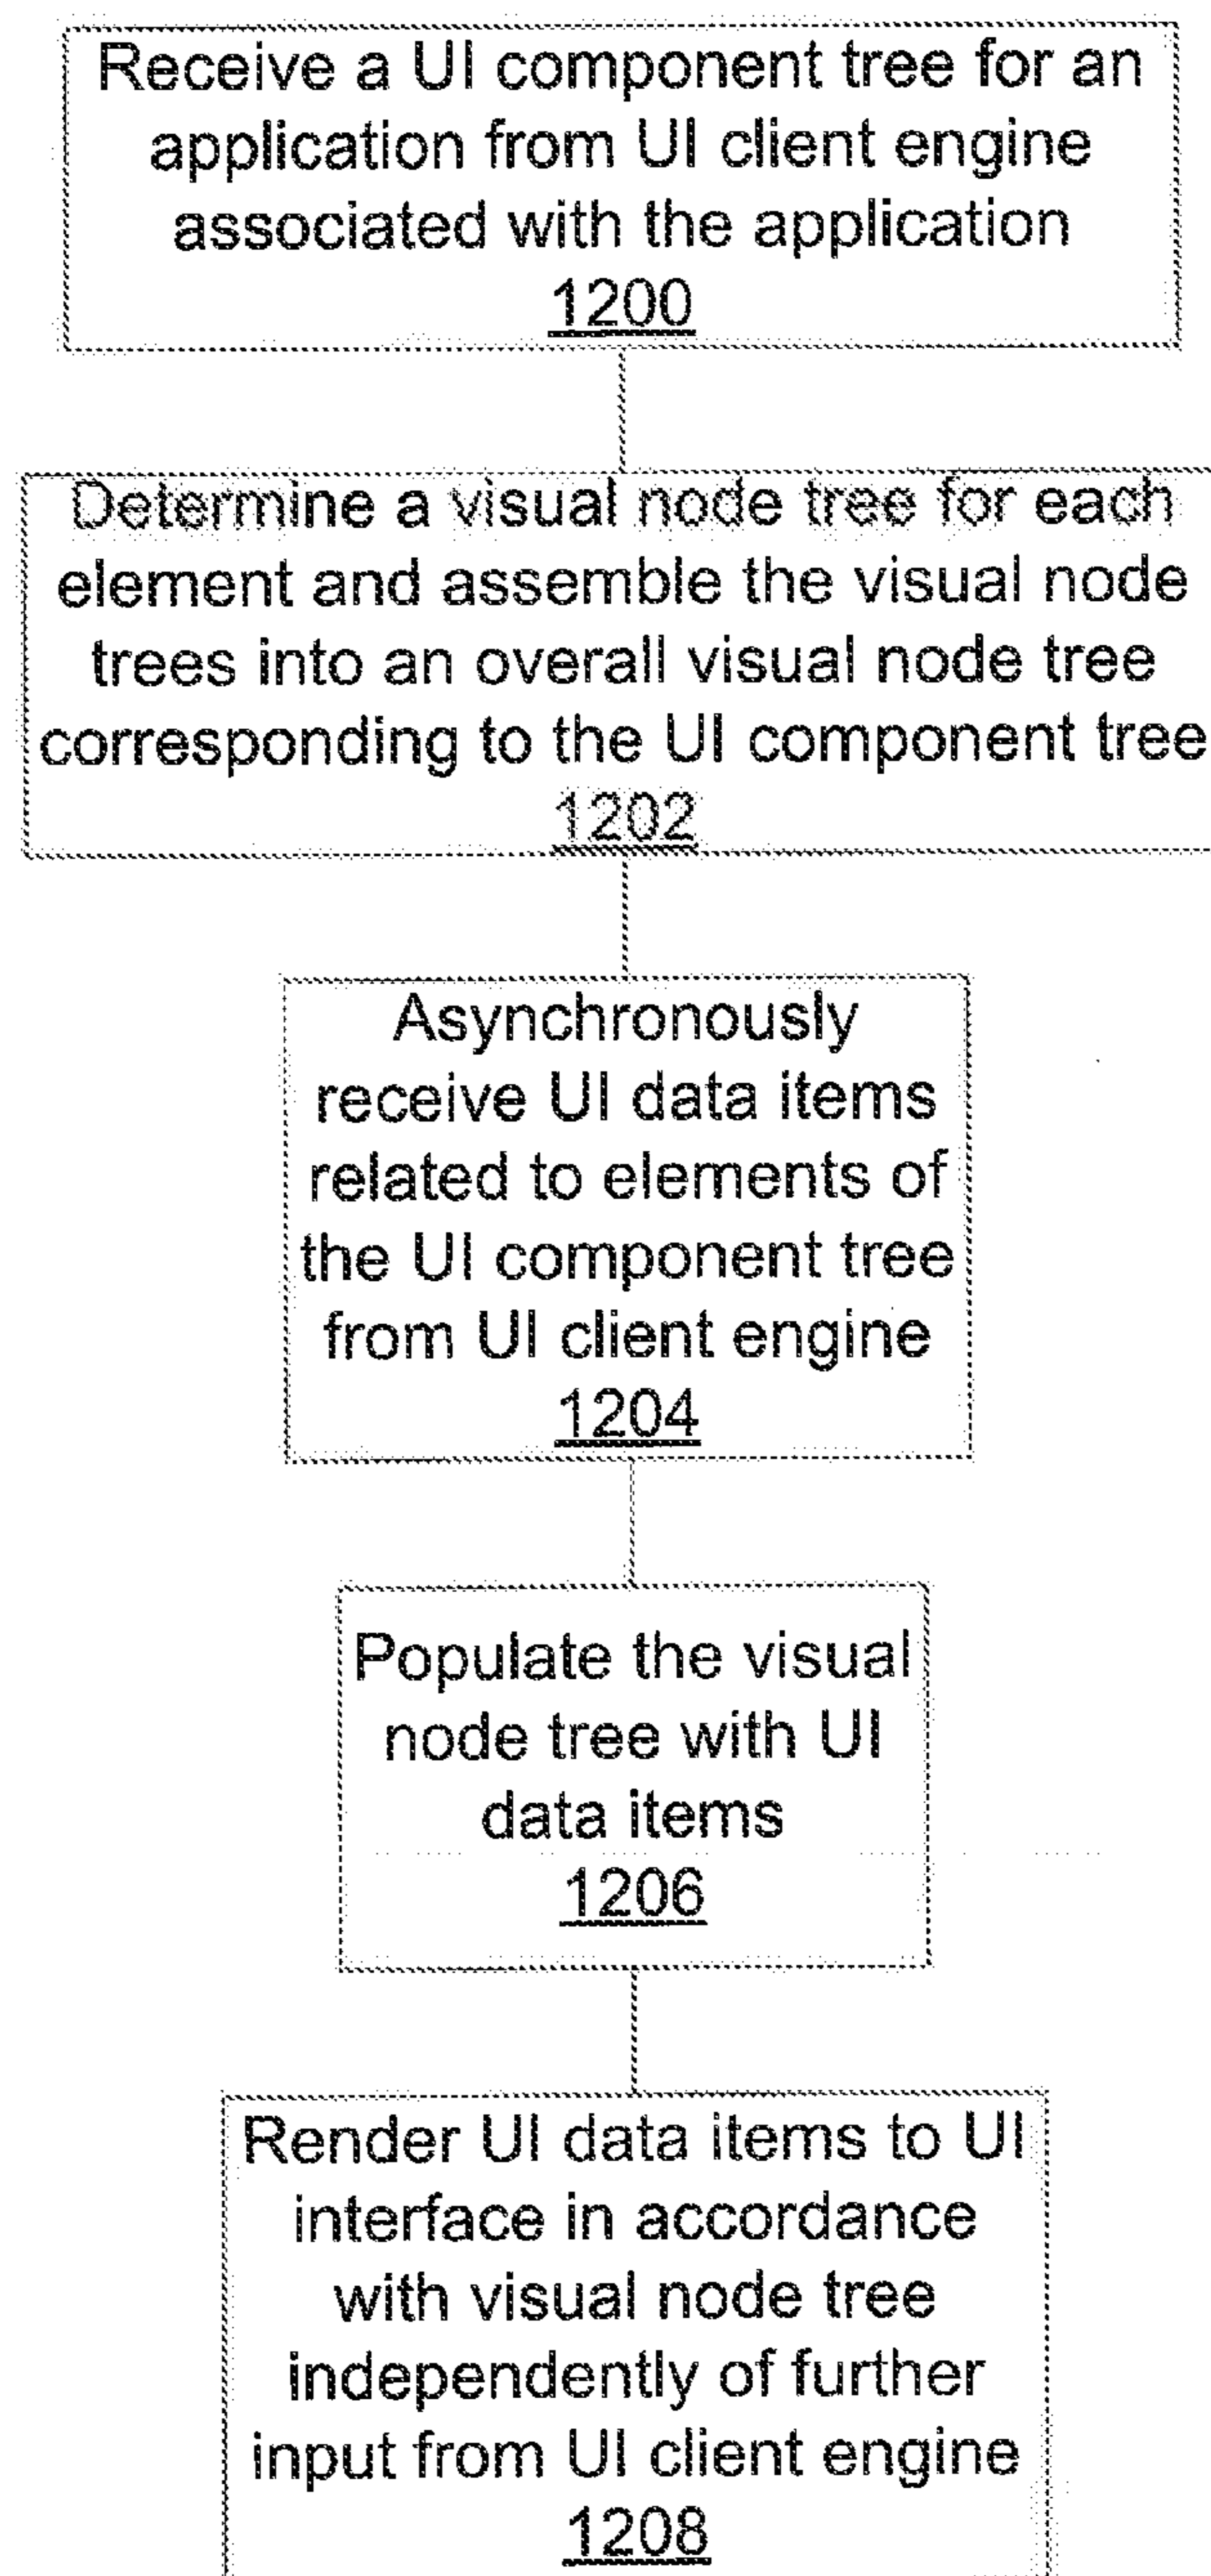 Receive a UI component tree for an
application from UI client engine
associated with the application
1200
Determine a visual node tree for each
element and assemble the visual node
trees into an overall visual node tree
corresponding to the UI component tree
1202
Asynchronously
receive UI data items
related to elements of
the UI component tree
from UI client engine
1204
Populate the visual
node tree with UI
data items
1206
Render UI data items to UI
interface in accordance
with visual node tree
independently of further
input from UI client engine
1208